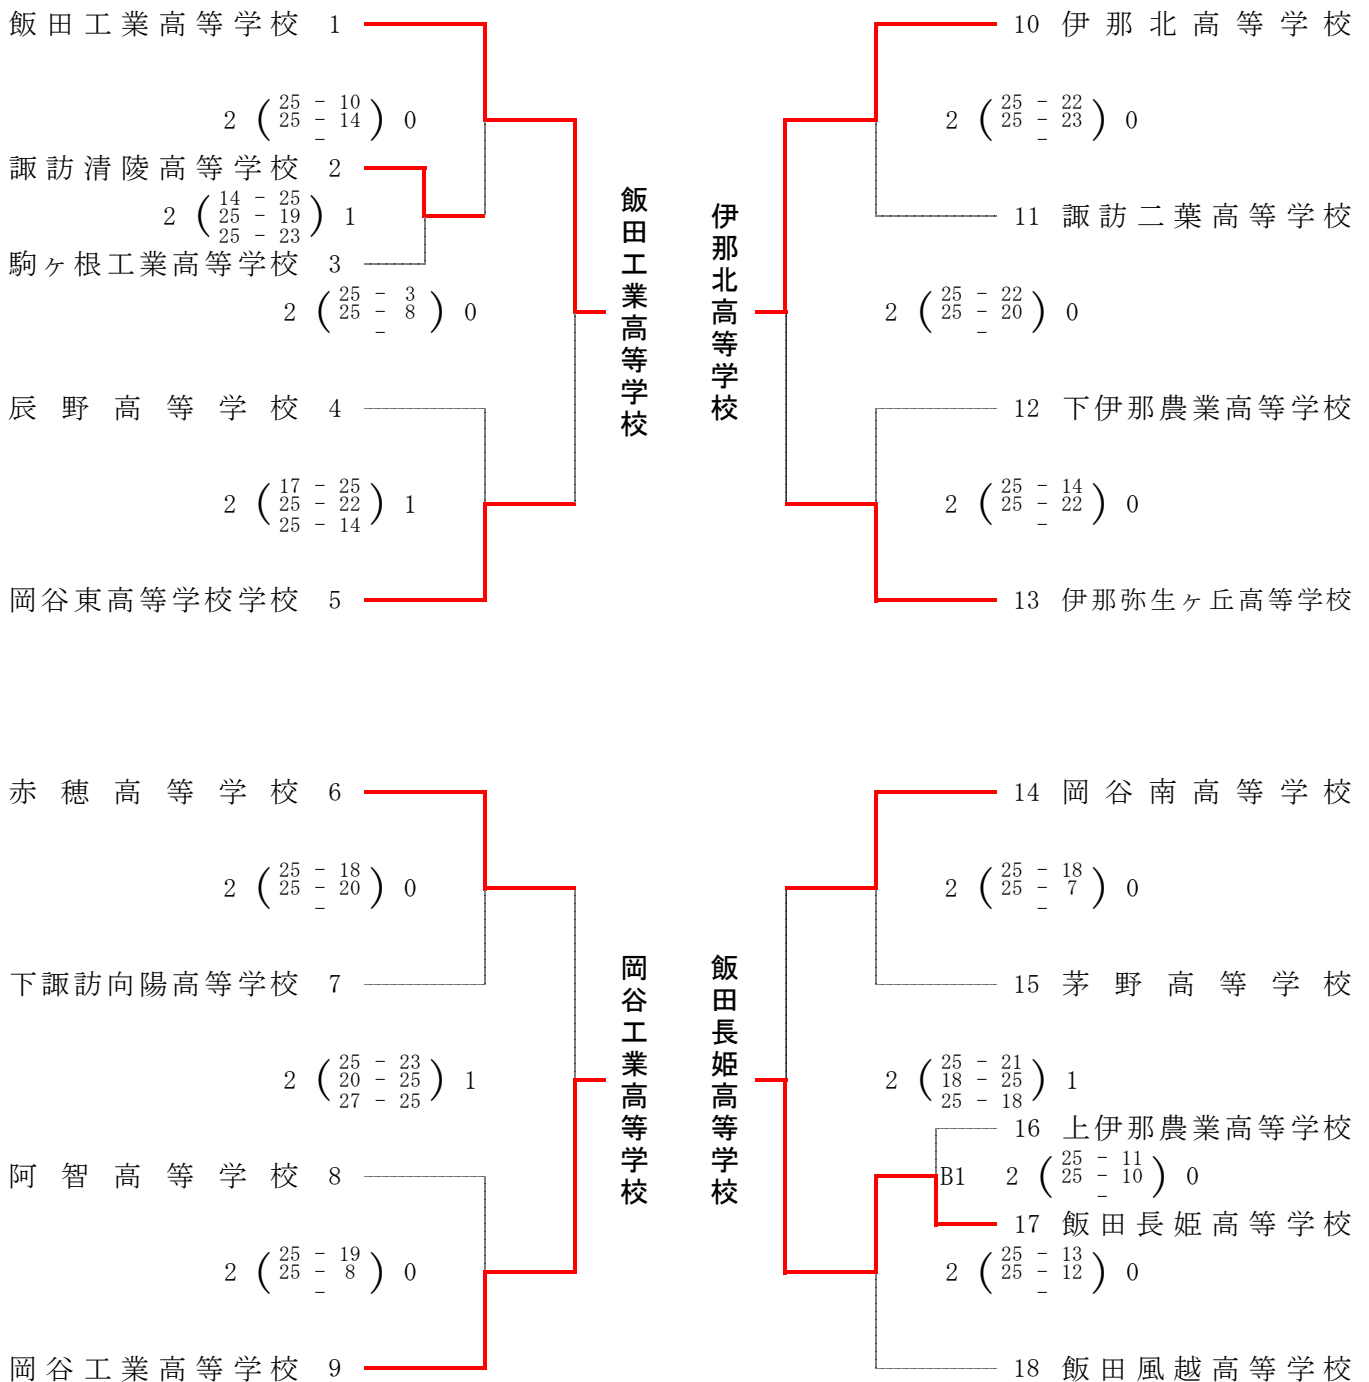 飯田工業高等学校 1
2 ( 25 - 10 ) 0
25 - 14
-
諏訪清陵高等学校 2
2 ( 14 - 25 ) 1
25 - 19
25 - 23
駒ヶ根工業高等学校 3
2 ( 25 - 3 ) 0
25 - 8
-
辰野高等学校 4
2 ( 17 - 25 ) 1
25 - 22
25 - 14
岡谷東高等学校学校 5
飯田工業高等学校
伊那北高等学校
10 伊那北高等学校
2 ( 25 - 22 ) 0
25 - 23
-
11 諏訪二葉高等学校
2 ( 25 - 22 ) 0
25 - 20
-
12 下伊那農業高等学校
2 ( 25 - 14 ) 0
25 - 22
-
13 伊那弥生ヶ丘高等学校
赤穂高等学校 6
2 ( 25 - 18 ) 0
25 - 20
-
下諏訪向陽高等学校 7
2 ( 25 - 23 ) 1
20 - 25
27 - 25
阿智高等学校 8
2 ( 25 - 19 ) 0
25 - 8
-
岡谷工業高等学校 9
岡谷工業高等学校
飯田長姫高等学校
14 岡谷南高等学校
2 ( 25 - 18 ) 0
25 - 7
-
15 茅野高等学校
2 ( 25 - 21 ) 1
18 - 25
25 - 18
16 上伊那農業高等学校
B1 2 ( 25 - 11 ) 0
25 - 10
-
17 飯田長姫高等学校
2 ( 25 - 13 ) 0
25 - 12
-
18 飯田風越高等学校